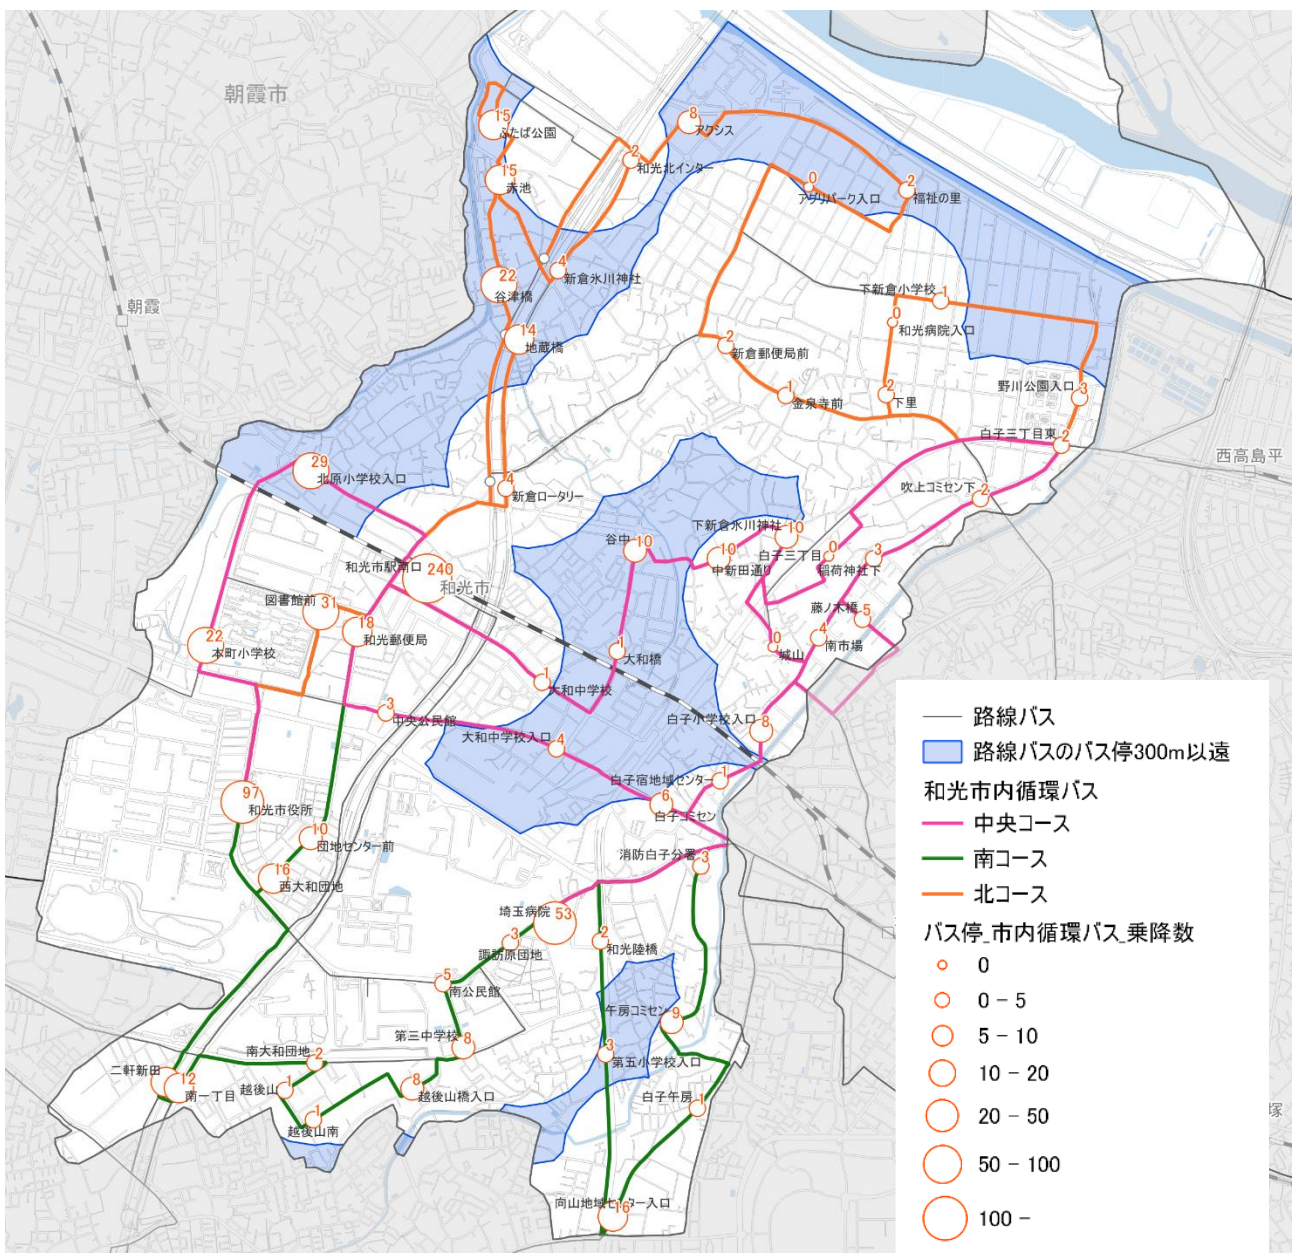 朝霞市
15
ふたば公園
8
アクシス
2
和光北インター
15
赤池
0
アグリパーク入口
2
福祉の里
4
新倉氷川神社
22
谷津橋
朝霞
下新倉小学校
1
0
和光病院入口
14
地蔵橋
2
新倉郵便局前
1
金泉寺前
2
下里
野川公園入口
3
白子三丁目東
2
西高島平
29
北原小学校入口
4
新倉ロータリー
吹上コミセン下
2
下新倉氷川神社
10
谷中
10
10
中新田通り
白子三丁目
0
稲荷神社下
3
和光市駅南口
240
和光市
図書館前
31
18
和光郵便局
藤ノ木橋
5
22
本町小学校
4
南市場
0
城山
1
大和橋
1
大和中学校
3
中央公民館
白子小学校入口
8
大和中学校入口
4
白子宿地域センター
1
97
和光市役所
6
白子コミセン
10
団地センター前
消防白子分署
3
16
西大和団地
埼玉病院
53
3
諏訪原団地
2
和光陸橋
5
南公民館
午房コミセン
9
第三中学校
8
南大和団地
2
3
第五小学校入口
二軒新田
12
南一丁目
越後山
1
8
越後山橋入口
白子午房
1
1
越後山南
塚
向山地域センター入口
16
路線バス
路線バスのバス停300m以遠
和光市内循環バス
中央コース
南コース
北コース
バス停_市内循環バス_乗降数
0
0 - 5
5 - 10
10 - 20
20 - 50
50 - 100
100 -